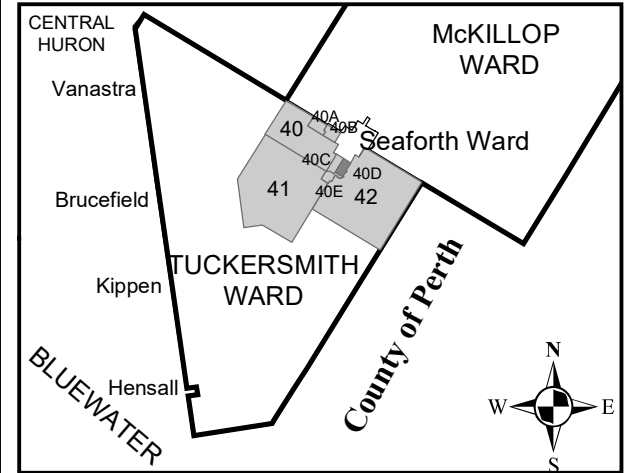 CENTRAL
HURON
McKILLOP
WARD
Vanastra
40A
40
40B
Seaforth Ward
40C
40D
41
40E
42
Brucefield
TUCKERSMITH
WARD
Kippen
County of Perth
Hensall
BLUEWATER
N
W
E
S